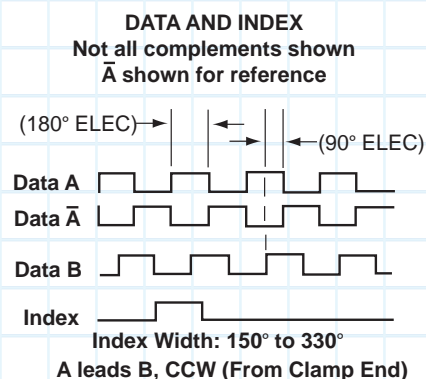 DATA AND INDEX
Not all complements shown
A̅ shown for reference
(180° ELEC)
(90° ELEC)
Data A
Data A̅
Data B
Index
Index Width: 150° to 330°
A leads B, CCW (From Clamp End)